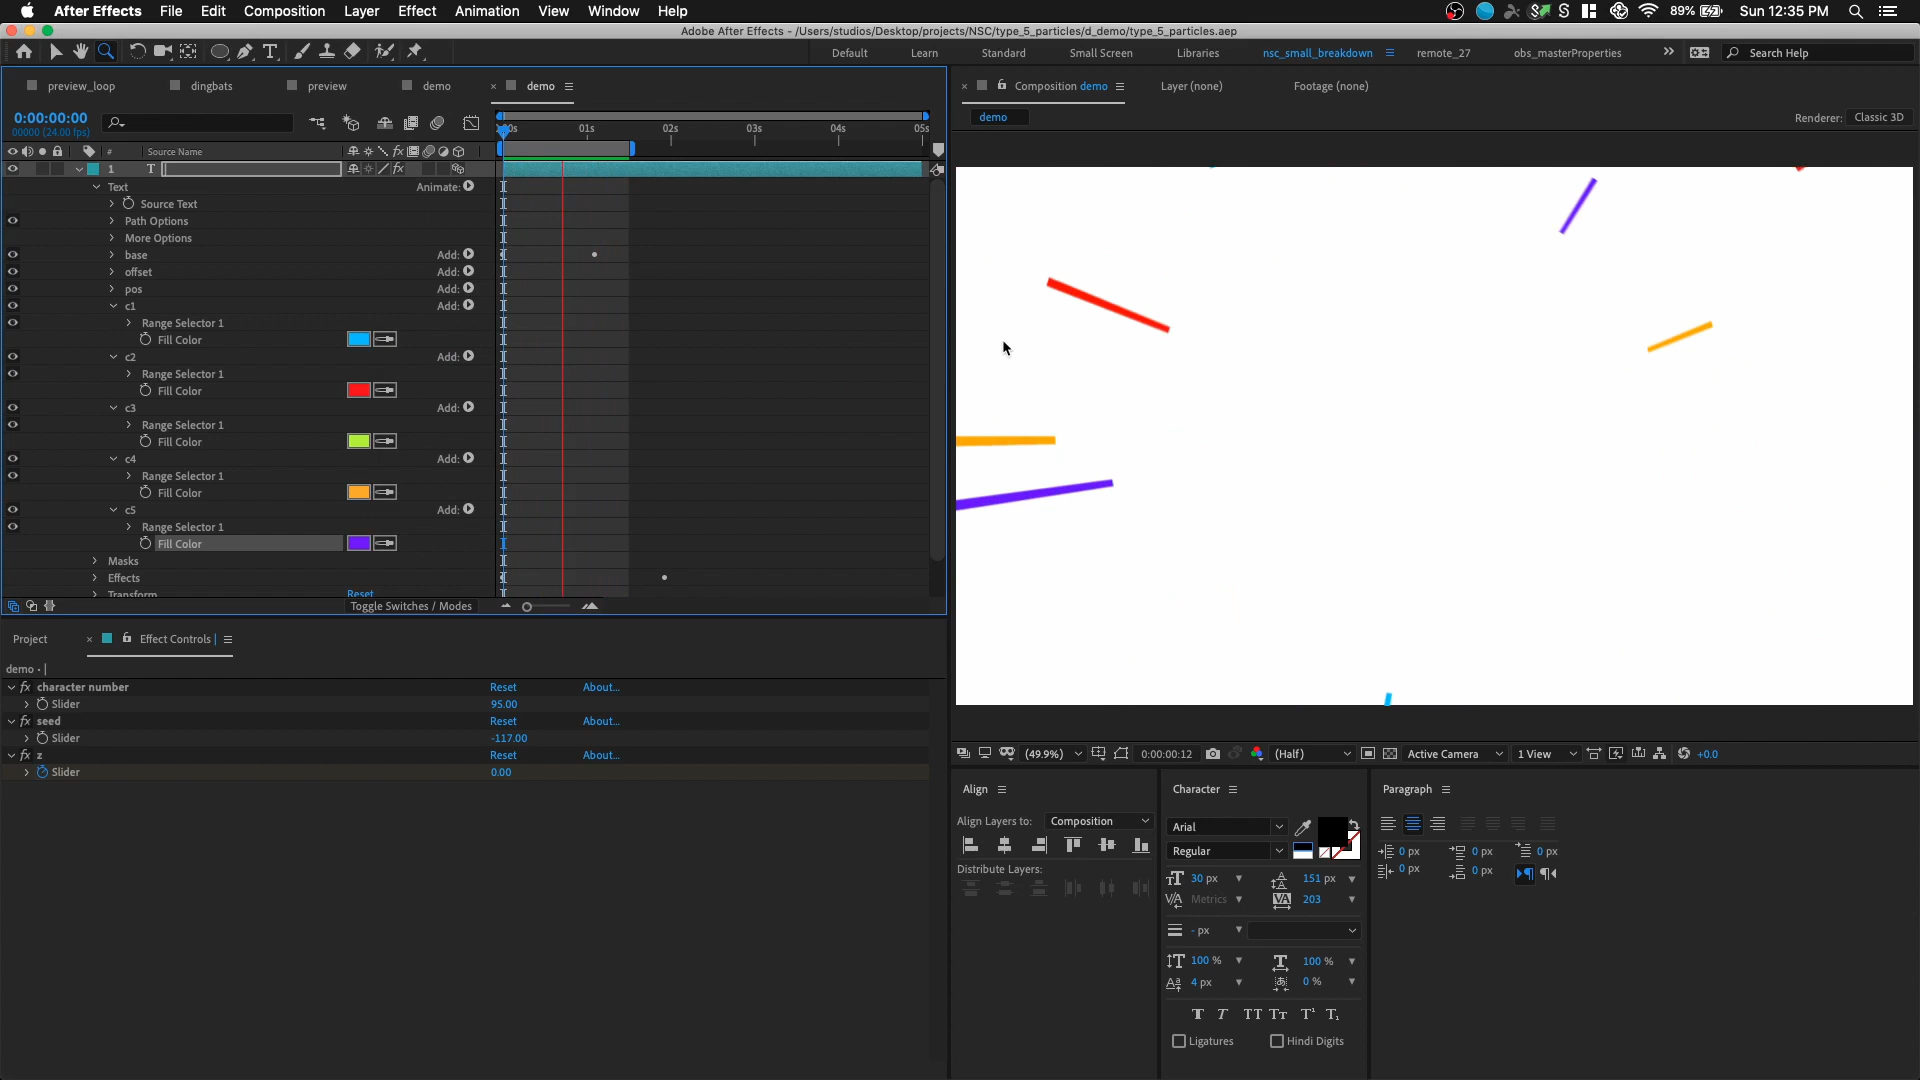 After Effects File Edit Composition Layer Effect Animation View Window Help 89% Sun 12:35 PM
Adobe After Effects - /Users/studios/Desktop/projects/NSC/type_5_particles/d_demo/type_5_particles.aep
Default Learn Standard Small Screen Libraries nsc_small_breakdown remote_27 obs_masterProperties Search Help
preview_loop dingbats preview demo demo
Composition demo Layer (none) Footage (none)
0:00:00:00
00000 (24.00 fps)
01s 02s 03s 04s 05s
demo Renderer: Classic 3D
# Source Name
1 T
Text Animate:
Source Text
Path Options
More Options
base Add:
offset Add:
pos Add:
c1 Add:
Range Selector 1
Fill Color
c2 Add:
Range Selector 1
Fill Color
c3 Add:
Range Selector 1
Fill Color
c4 Add:
Range Selector 1
Fill Color
c5 Add:
Range Selector 1
Fill Color
Masks
Effects
Transform Reset
Toggle Switches / Modes
Project Effect Controls
demo ·
fx character number Reset About...
Slider 95.00
fx seed Reset About...
Slider -117.00
fx z Reset About...
Slider 0.00
(49.9%) 0:00:00:12 (Half) Active Camera 1 View +0.0
Align Character Paragraph
Align Layers to: Composition
Distribute Layers:
Arial
Regular
30 px 151 px
Metrics 203
- px
100 % 100 %
4 px 0 %
T T TT Tt T¹ T₁
Ligatures Hindi Digits
0 px 0 px 0 px
0 px 0 px